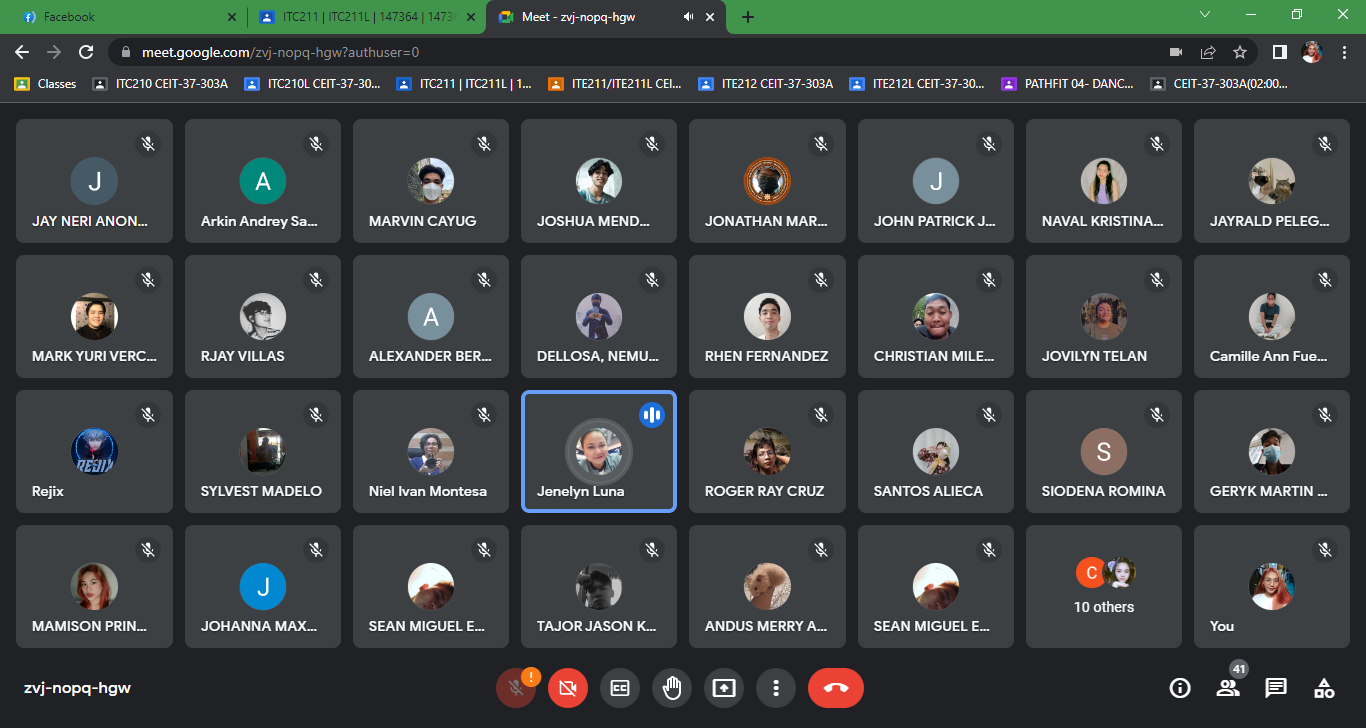 Facebook
ITC211 | ITC211L | 147364 | 1473
Meet - zvj-nopq-hgw
meet.google.com/zvj-nopq-hgw?authuser=0
Classes
ITC210 CEIT-37-303A
ITC210L CEIT-37-30...
ITC211 | ITC211L | 1...
ITE211/ITE211L CEI...
ITE212 CEIT-37-303A
ITE212L CEIT-37-30...
PATHFIT 04- DANC...
CEIT-37-303A(02:00...
J
JAY NERI ANON...
A
Arkin Andrey Sa...
MARVIN CAYUG
JOSHUA MEND...
JONATHAN MAR...
J
JOHN PATRICK J...
NAVAL KRISTINA...
JAYRALD PELEG...
MARK YURI VERC...
RJAY VILLAS
A
ALEXANDER BER...
DELLOSA, NEMU...
RHEN FERNANDEZ
CHRISTIAN MILE...
JOVILYN TELAN
Camille Ann Fue...
REJIX
Rejix
SYLVEST MADELO
Niel Ivan Montesa
Jenelyn Luna
ROGER RAY CRUZ
SANTOS ALIECA
S
SIODENA ROMINA
GERYK MARTIN ...
MAMISON PRIN...
J
JOHANNA MAX...
SEAN MIGUEL E...
TAJOR JASON K...
ANDUS MERRY A...
SEAN MIGUEL E...
C
10 others
You
zvj-nopq-hgw
!
CC
41